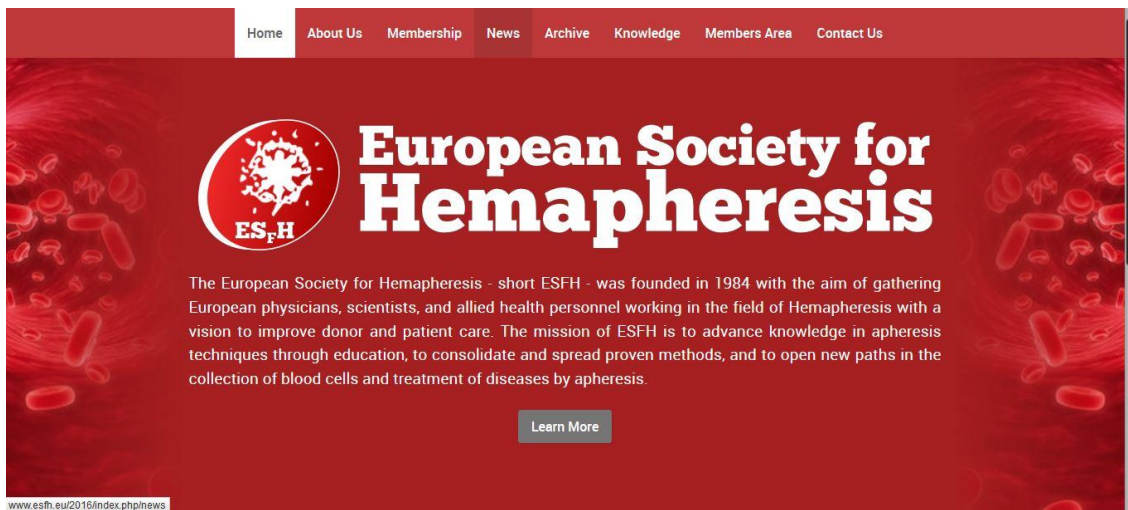 Home About Us Membership News Archive Knowledge Members Area Contact Us
European Society for
Hemapheresis
ESFH
The European Society for Hemapheresis - short ESFH - was founded in 1984 with the aim of gathering
European physicians, scientists, and allied health personnel working in the field of Hemapheresis with a
vision to improve donor and patient care. The mission of ESFH is to advance knowledge in apheresis
techniques through education, to consolidate and spread proven methods, and to open new paths in the
collection of blood cells and treatment of diseases by apheresis.
Learn More
www.esfh.eu/2016/index.php/news